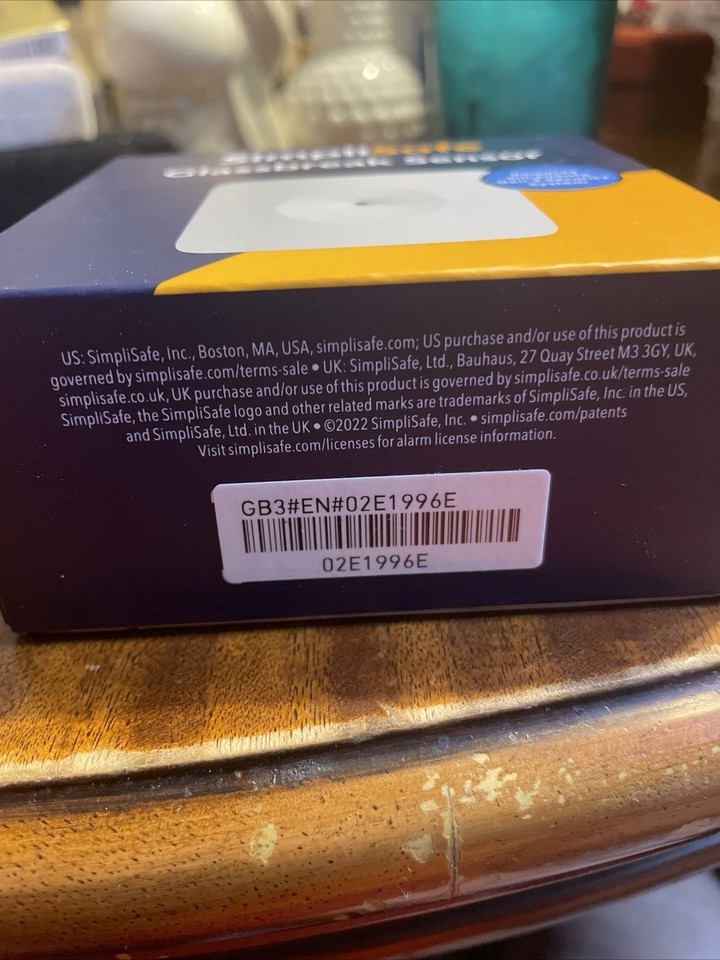 SimpliSafe
Glassbreak Sensor
US: SimpliSafe, Inc., Boston, MA, USA, simplisafe.com; US purchase and/or use of this product is
governed by simplisafe.com/terms-sale • UK: SimpliSafe, Ltd., Bauhaus, 27 Quay Street M3 3GY, UK,
simplisafe.co.uk, UK purchase and/or use of this product is governed by simplisafe.co.uk/terms-sale
SimpliSafe, the SimpliSafe logo and other related marks are trademarks of SimpliSafe, Inc. in the US,
and SimpliSafe, Ltd. in the UK • ©2022 SimpliSafe, Inc. • simplisafe.com/patents
Visit simplisafe.com/licenses for alarm license information.
GB3#EN#02E1996E
02E1996E